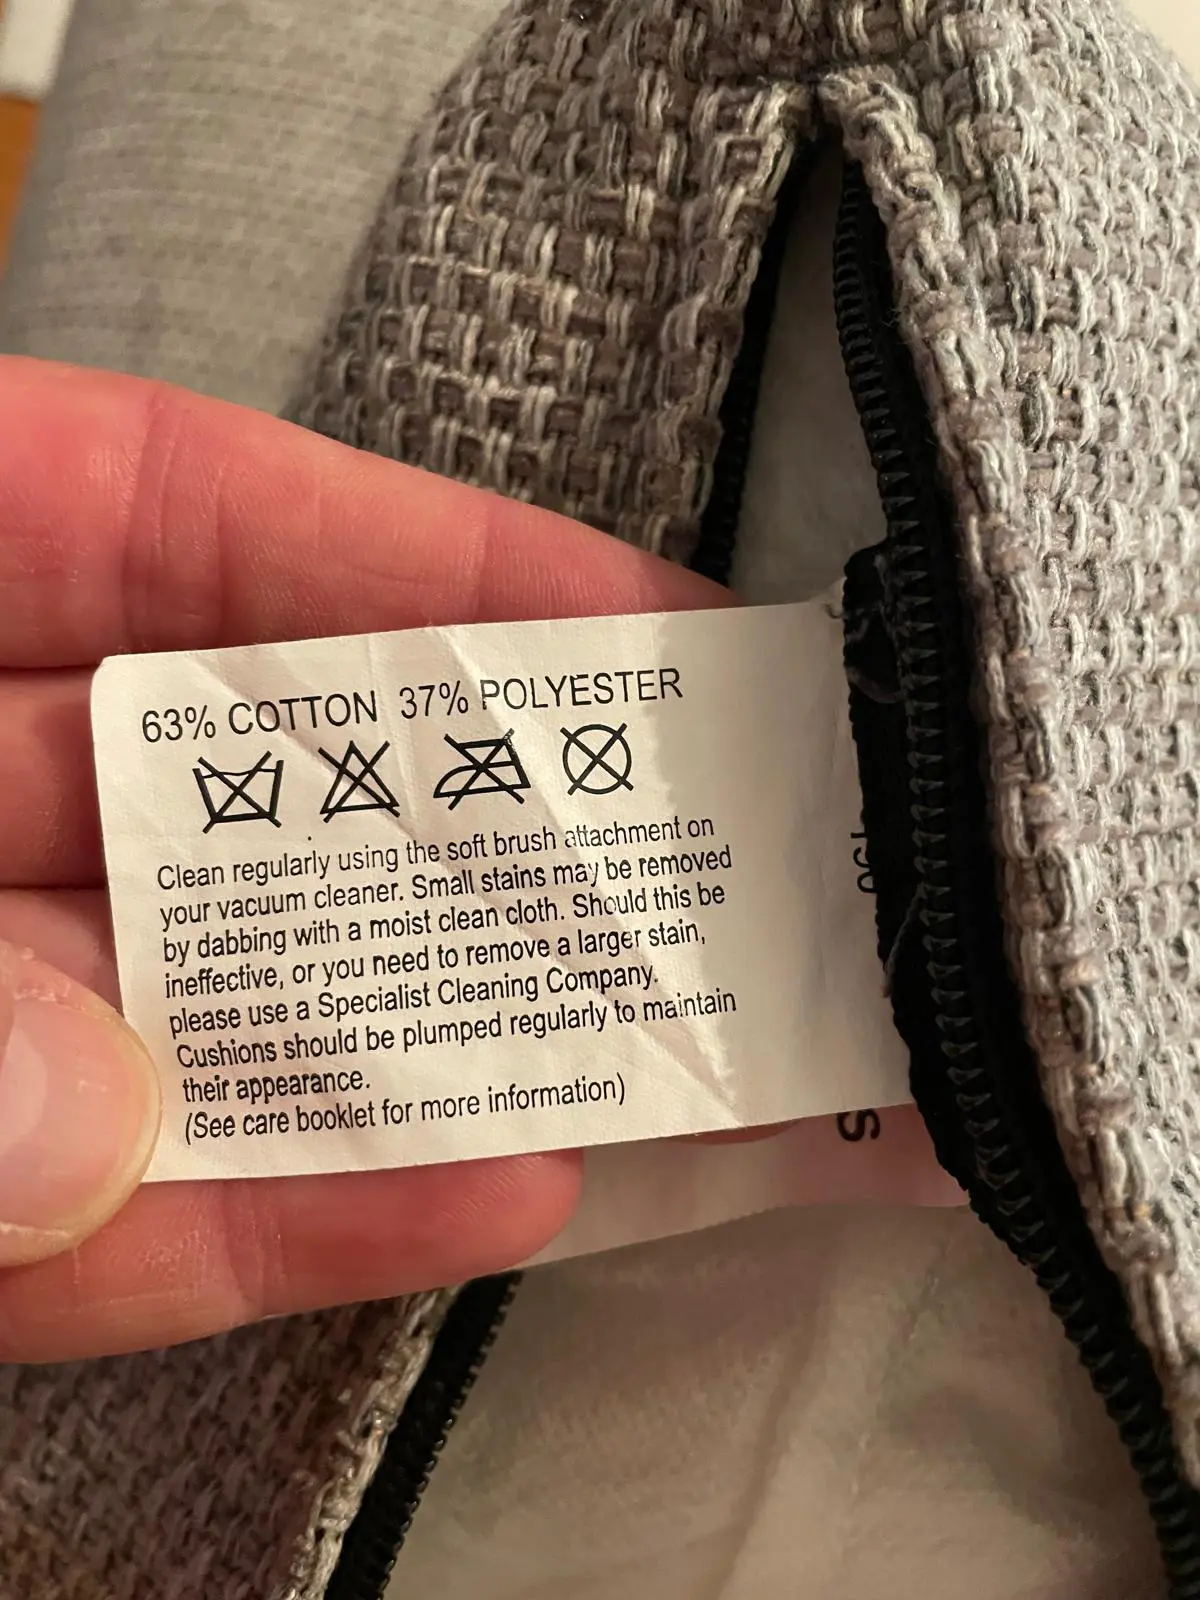 63% COTTON 37% POLYESTER
Clean regularly using the soft brush attachment on
your vacuum cleaner. Small stains may be removed
by dabbing with a moist clean cloth. Should this be
ineffective, or you need to remove a larger stain,
please use a Specialist Cleaning Company.
Cushions should be plumped regularly to maintain
their appearance.
(See care booklet for more information)
S